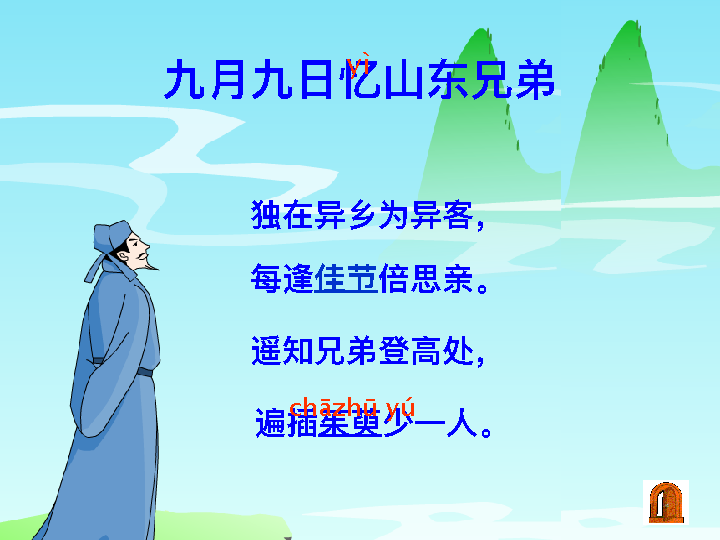 yì
九月九日忆山东兄弟
独在异乡为异客，
每逢佳节倍思亲。
遥知兄弟登高处，
chāzhū yú
遍插茱萸少一人。